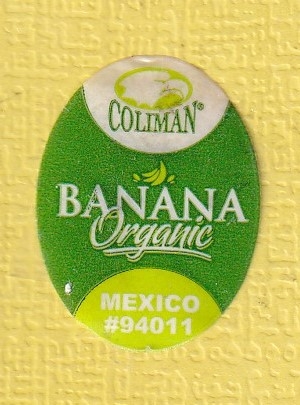 COLIMAN®
BANANA
Organic
MEXICO
#94011